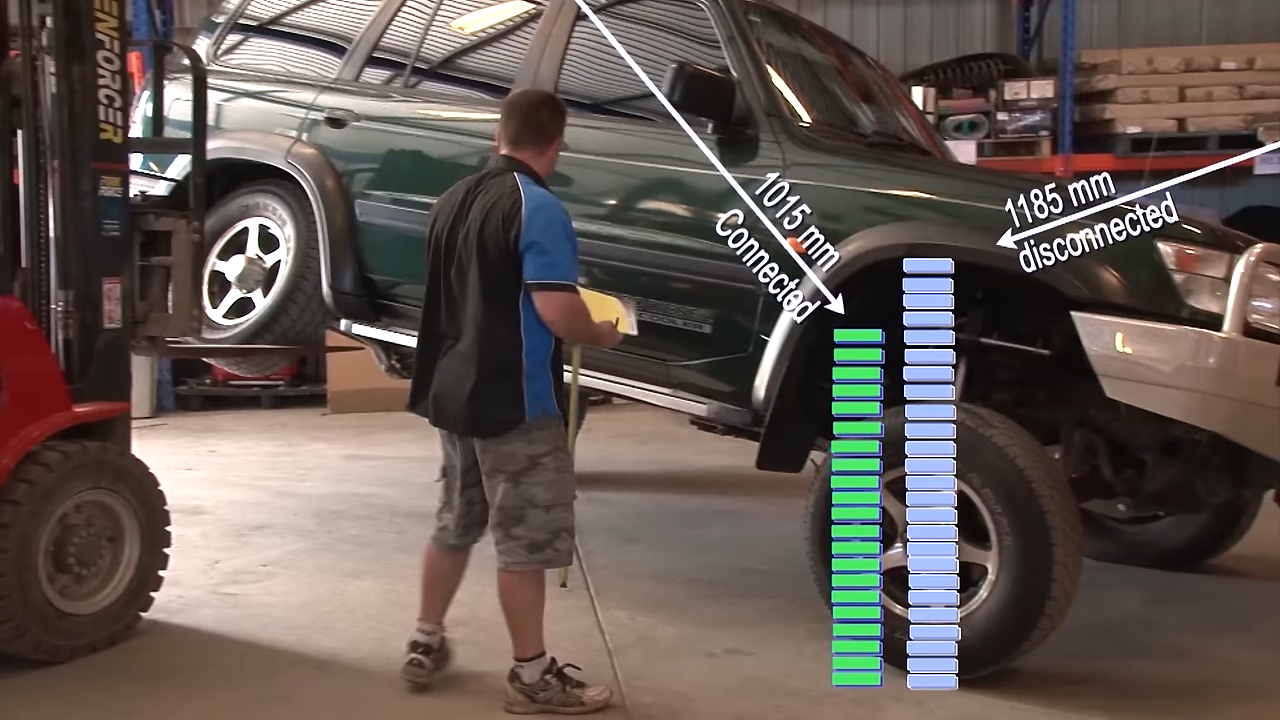 ENFORCER
1015 mm
Connected
1185 mm
disconnected